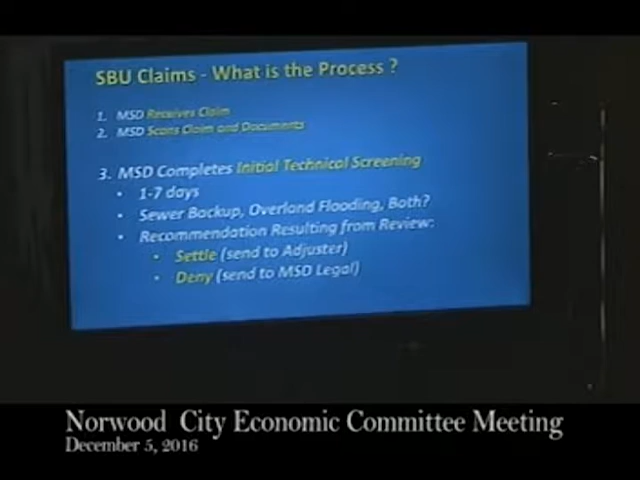 SBU Claims - What is the Process ?
1. MSD Receives Claim
2. MSD Scans Claim and Documents
3. MSD Completes Initial Technical Screening
• 1-7 days
• Sewer Backup, Overland Flooding, Both?
• Recommendation Resulting from Review:
• Settle (send to Adjuster)
• Deny (send to MSD Legal)
Norwood City Economic Committee Meeting
December 5, 2016